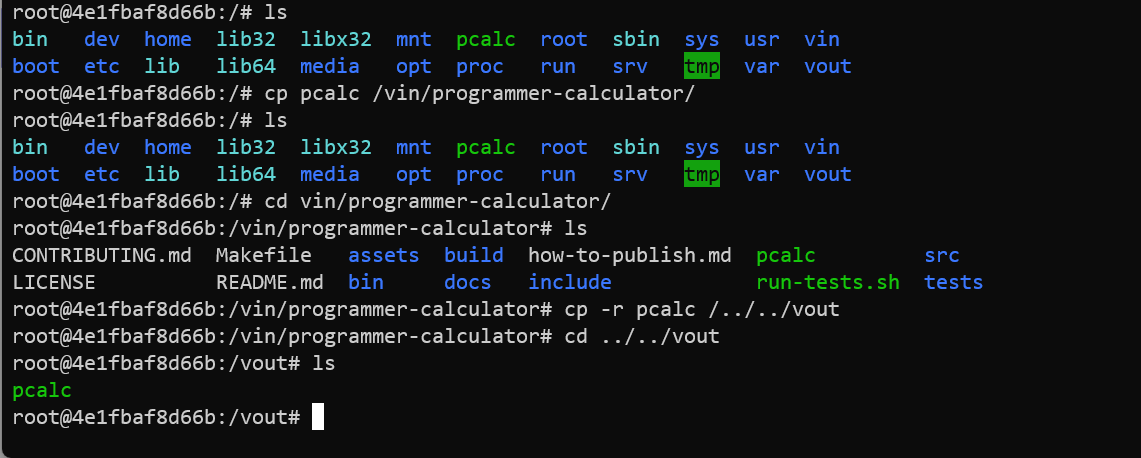 root@4e1fbaf8d66b:/# ls
bin dev home lib32 libx32 mnt pcalc root sbin sys usr vin
boot etc lib lib64 media opt proc run srv tmp var vout
root@4e1fbaf8d66b:/# cp pcalc /vin/programmer-calculator/
root@4e1fbaf8d66b:/# ls
bin dev home lib32 libx32 mnt pcalc root sbin sys usr vin
boot etc lib lib64 media opt proc run srv tmp var vout
root@4e1fbaf8d66b:/# cd vin/programmer-calculator/
root@4e1fbaf8d66b:/vin/programmer-calculator# ls
CONTRIBUTING.md Makefile assets build how-to-publish.md pcalc src
LICENSE README.md bin docs include run-tests.sh tests
root@4e1fbaf8d66b:/vin/programmer-calculator# cp -r pcalc /../../vout
root@4e1fbaf8d66b:/vin/programmer-calculator# cd ../../vout
root@4e1fbaf8d66b:/vout# ls
pcalc
root@4e1fbaf8d66b:/vout#